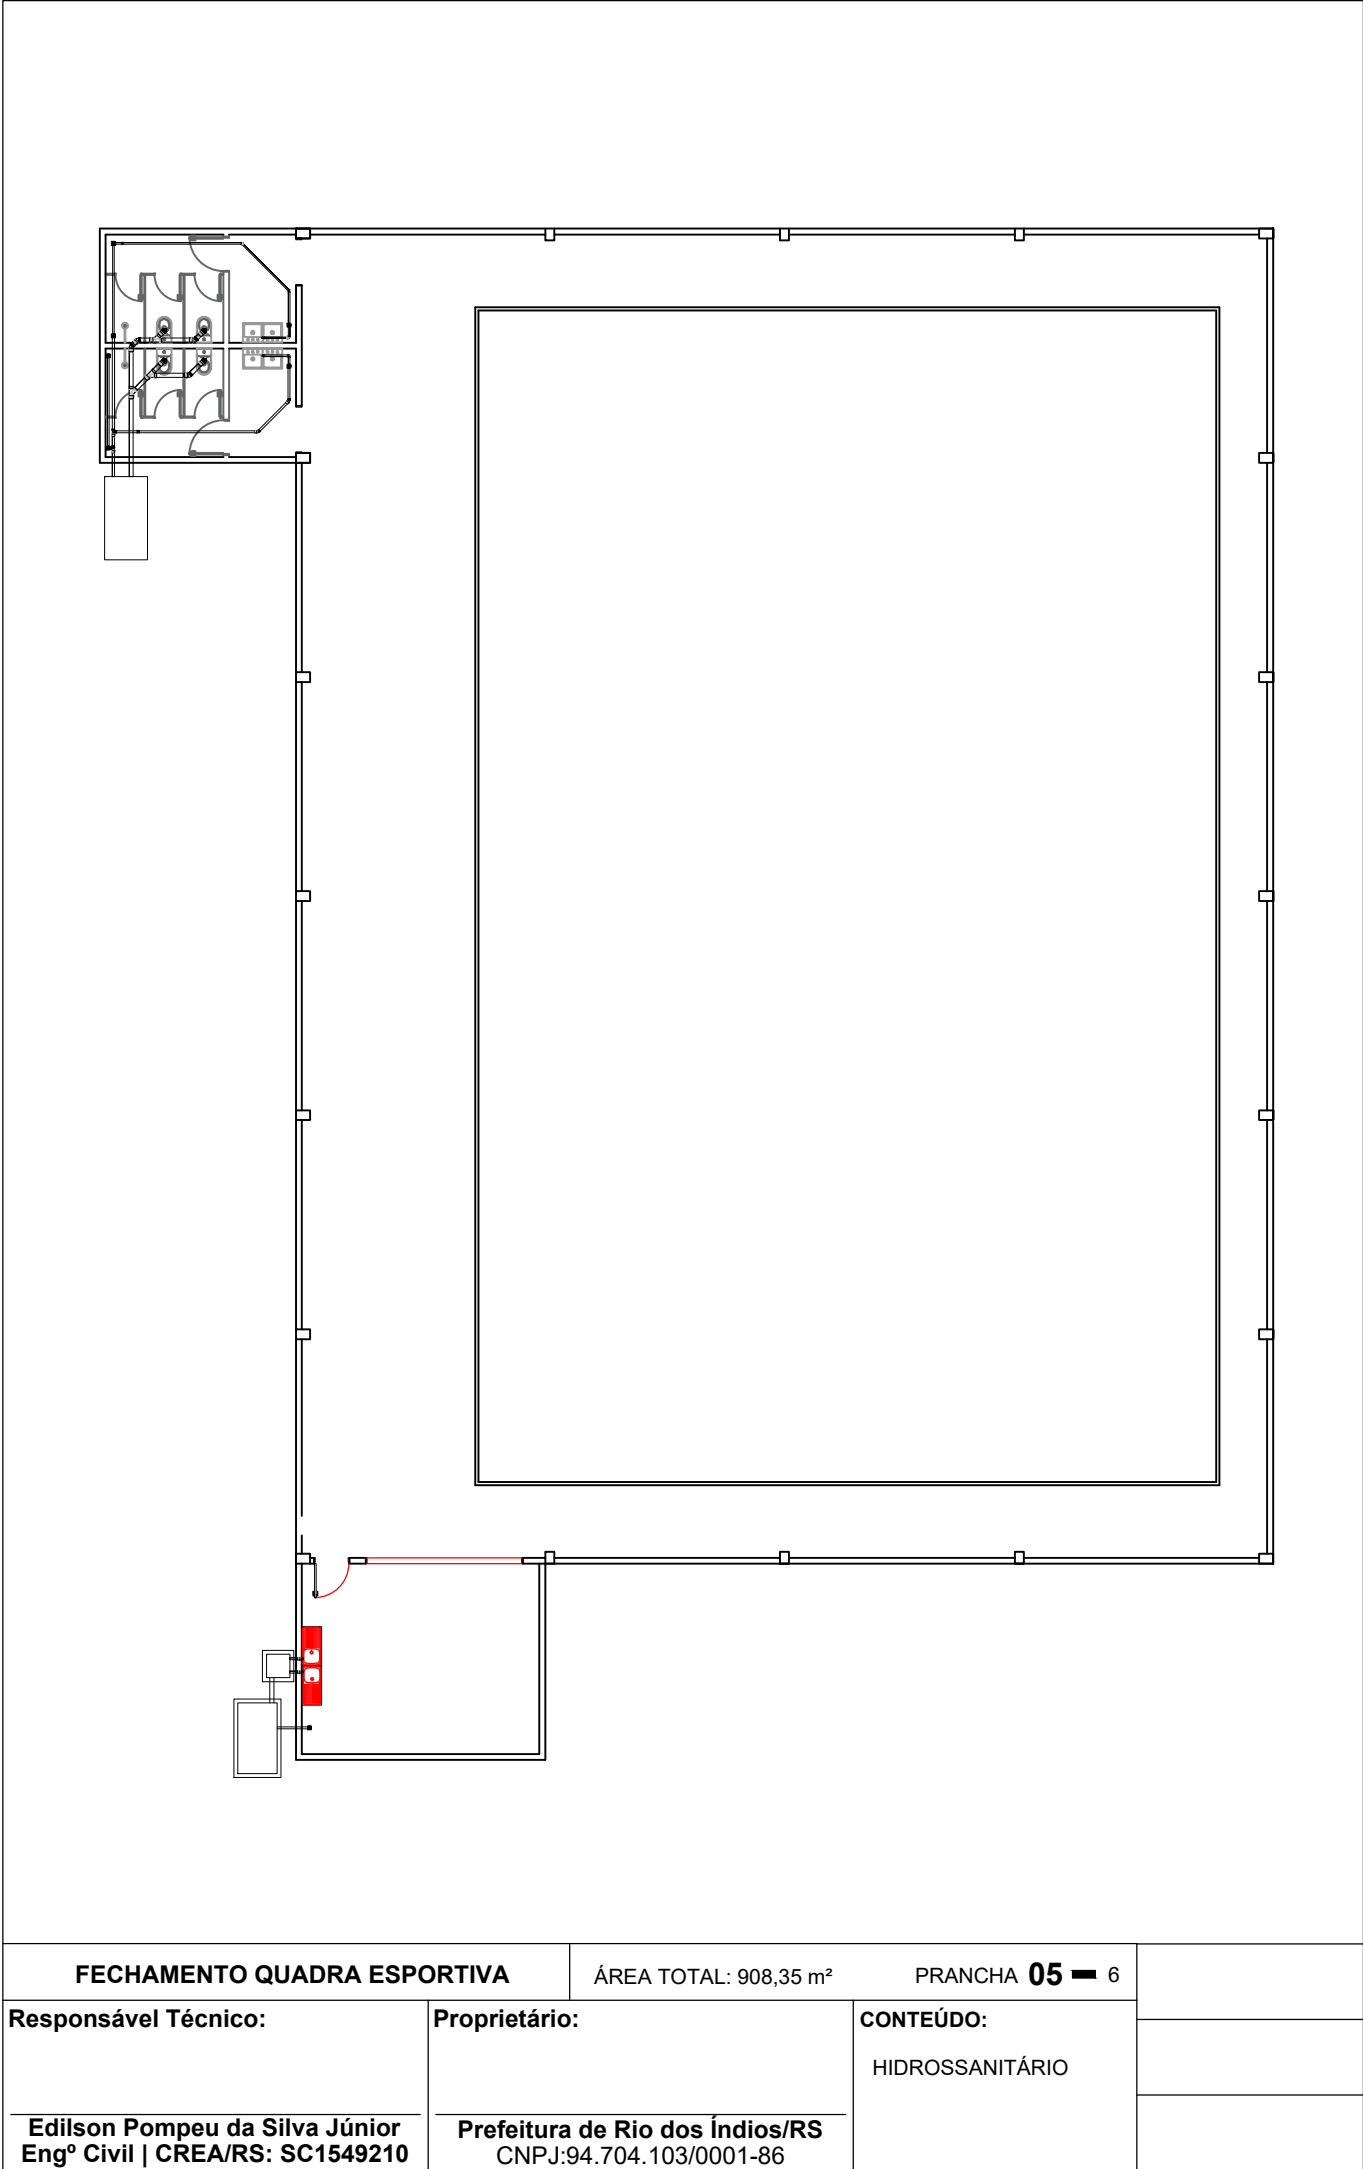 FECHAMENTO QUADRA ESPORTIVA
ÁREA TOTAL: 908,35 m²
PRANCHA 05 6
Responsável Técnico:
Edilson Pompeu da Silva Júnior
Engº Civil | CREA/RS: SC1549210
Proprietário:
Prefeitura de Rio dos Índios/RS
CNPJ:94.704.103/0001-86
CONTEÚDO:
HIDROSSANITÁRIO